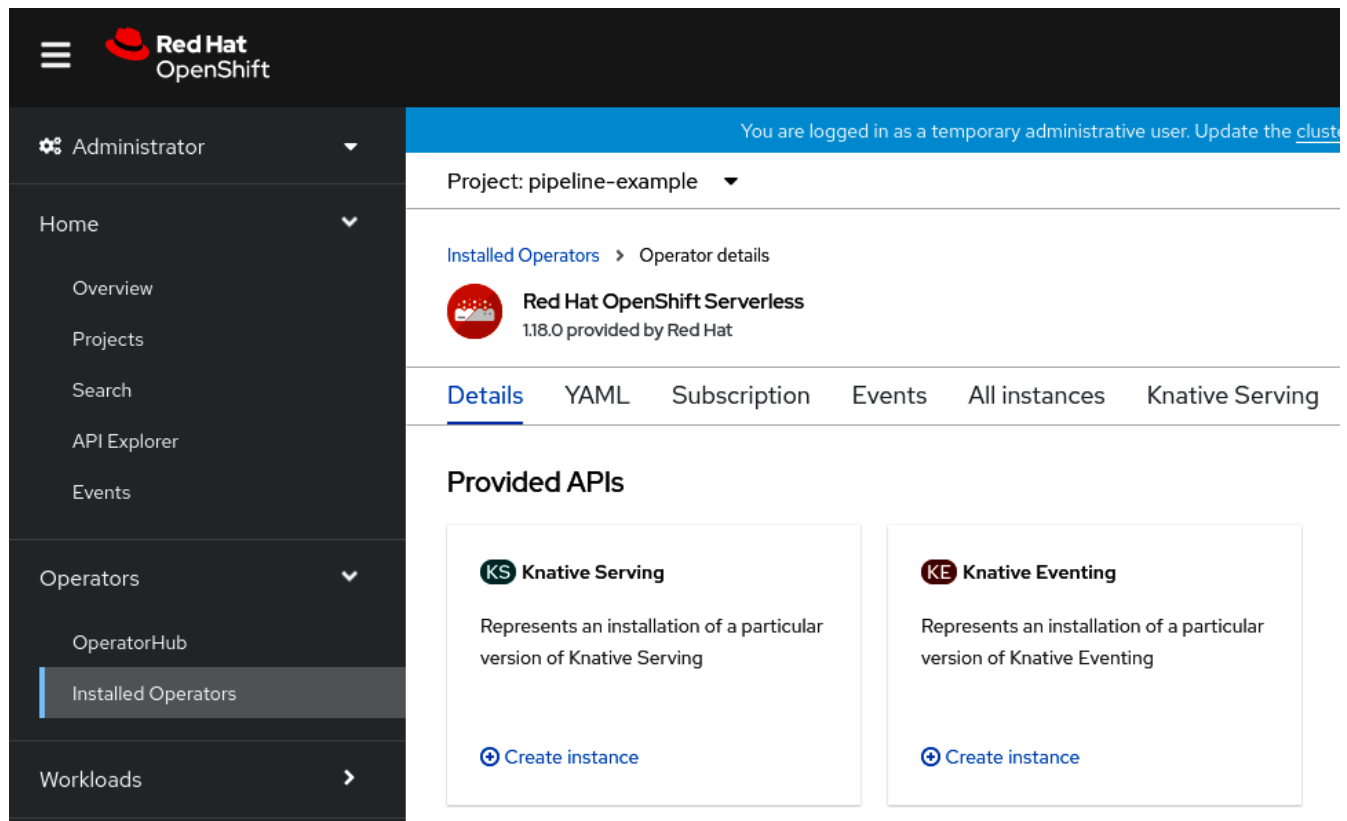 Red Hat
OpenShift
Administrator
You are logged in as a temporary administrative user. Update the
Project: pipeline-example
Home
Overview
Projects
Search
API Explorer
Events
Operators
OperatorHub
Installed Operators
Workloads
Installed Operators > Operator details
Red Hat OpenShift Serverless
1.18.0 provided by Red Hat
Details YAML Subscription Events All instances Knative Serving
Provided APIs
KS Knative Serving
Represents an installation of a particular
version of Knative Serving
Create instance
KE Knative Eventing
Represents an installation of a particular
version of Knative Eventing
Create instance